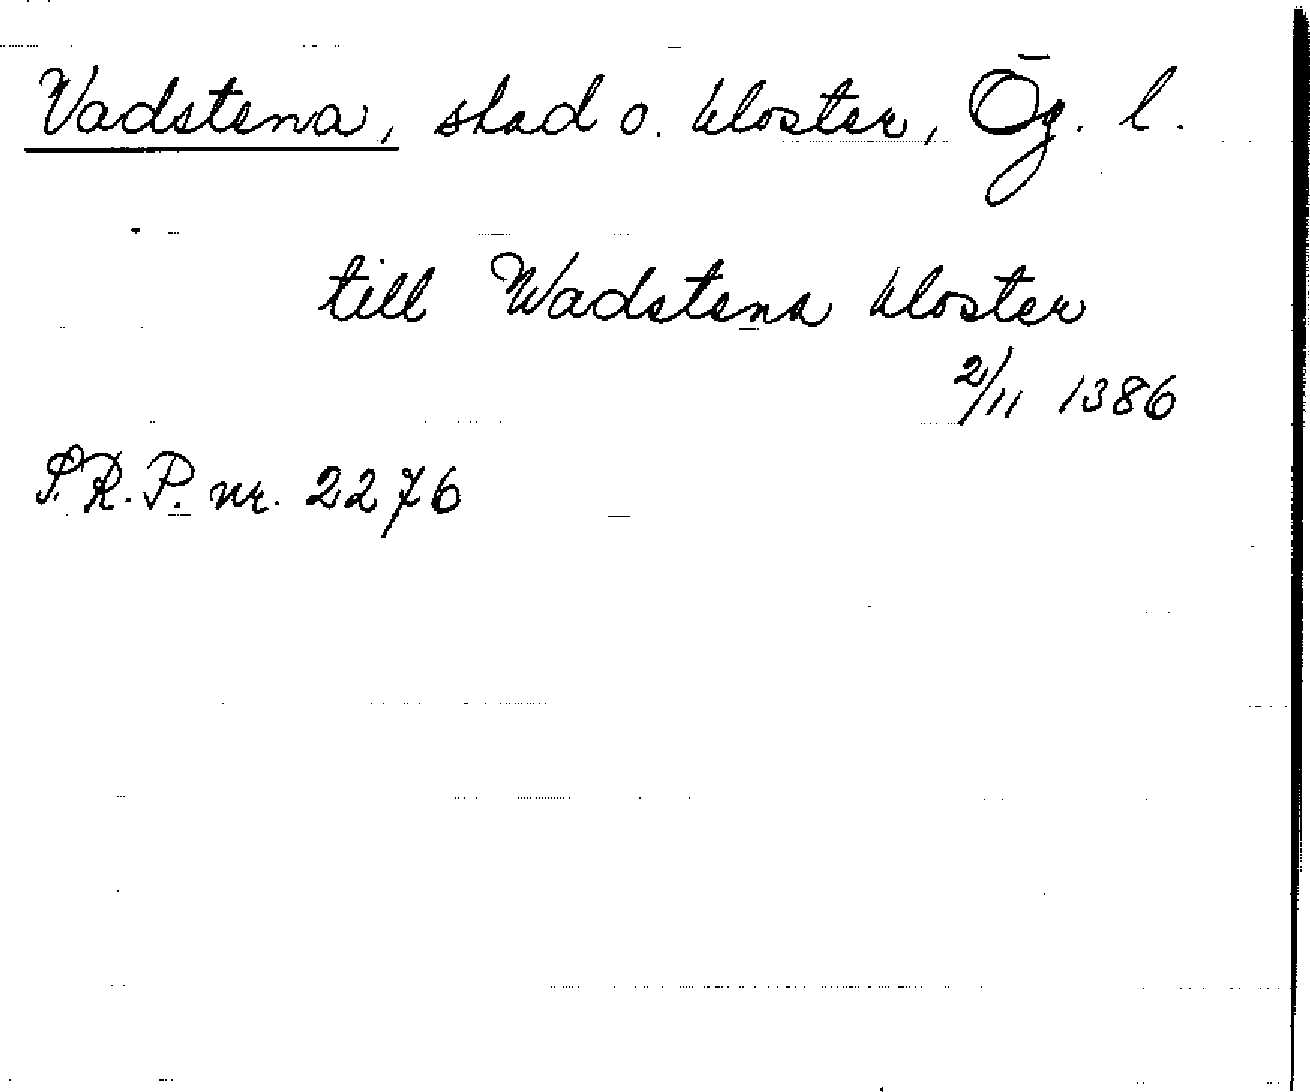 Vadstena, stad o. kloster, Ög. l.
till Wadstena kloster
2/11 1386
S.R.P. nr. 2276